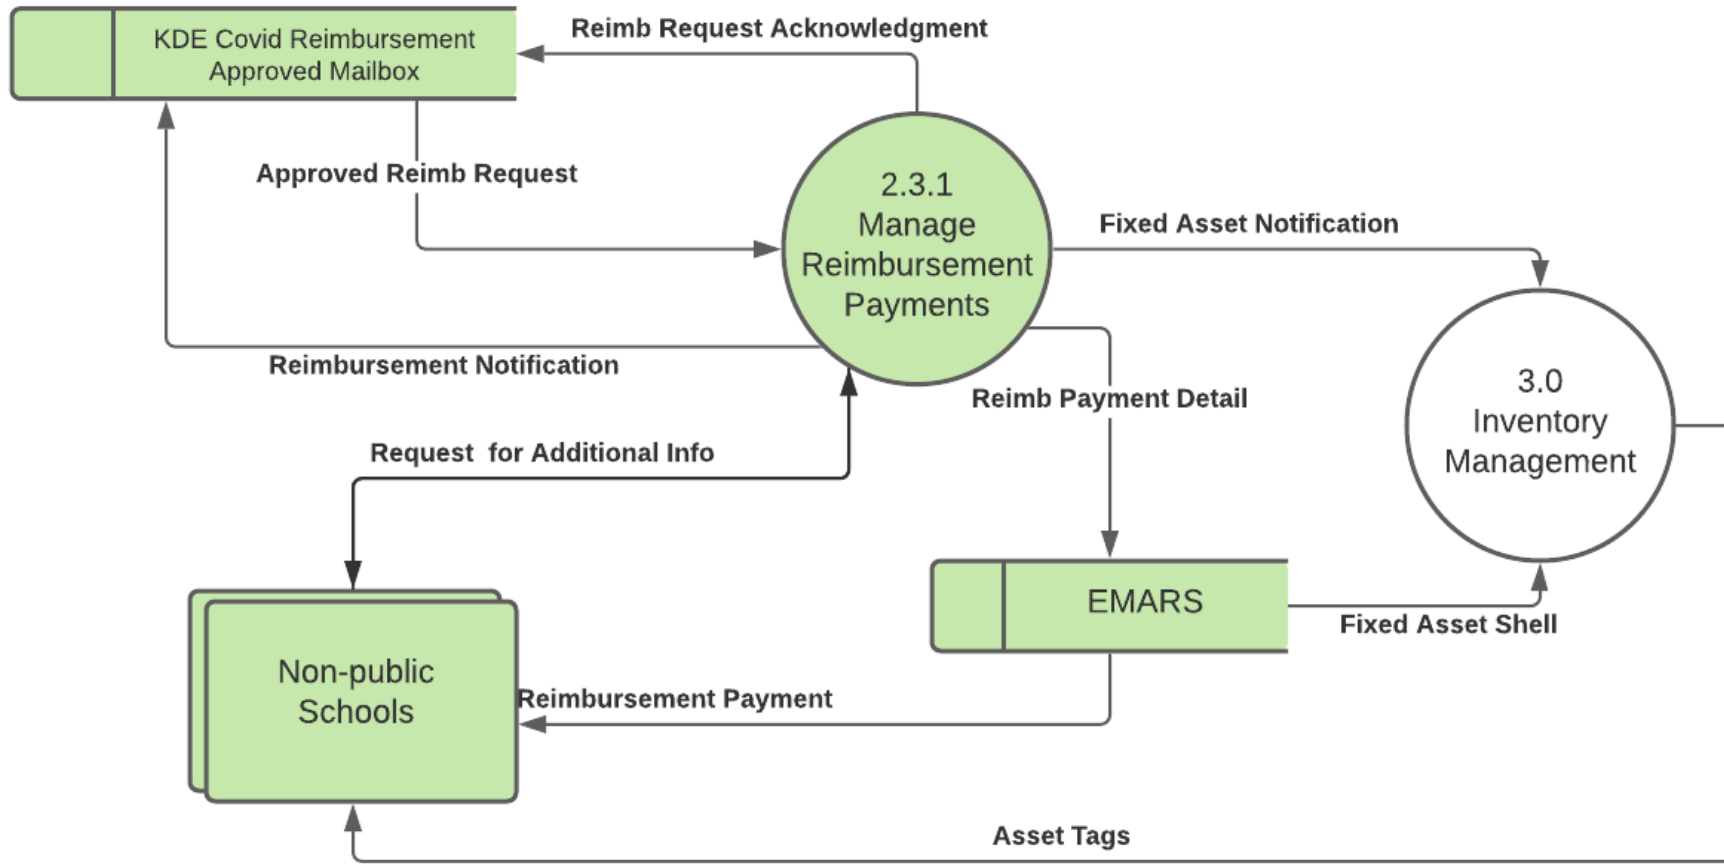 Reimb Request Acknowledgment
KDE Covid Reimbursement
Approved Mailbox
Approved Reimb Request
2.3.1
Manage
Reimbursement
Payments
Fixed Asset Notification
Reimbursement Notification
Reimb Payment Detail
3.0
Inventory
Management
Request for Additional Info
EMARS
Fixed Asset Shell
Non-public
Schools
Reimbursement Payment
Asset Tags